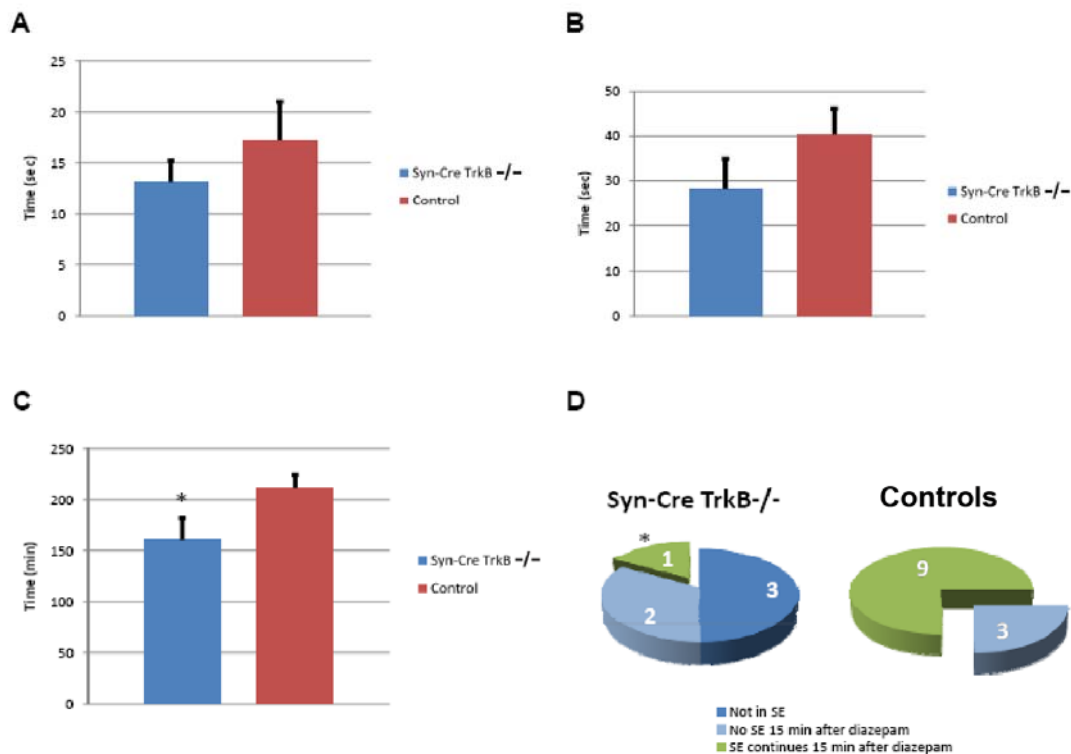 A
25
20
15
10
5
0
Time (sec)
Syn-Cre TrkB -/-
Control
B
50
40
30
20
10
0
Time (sec)
Syn-Cre TrkB -/-
Control
C
250
200
150
100
50
0
Time (min)
*
Syn-Cre TrkB -/-
Control
D
Syn-Cre TrkB-/-
Controls
*
1
3
2
9
3
Not in SE
No SE 15 min after diazepam
SE continues 15 min after diazepam